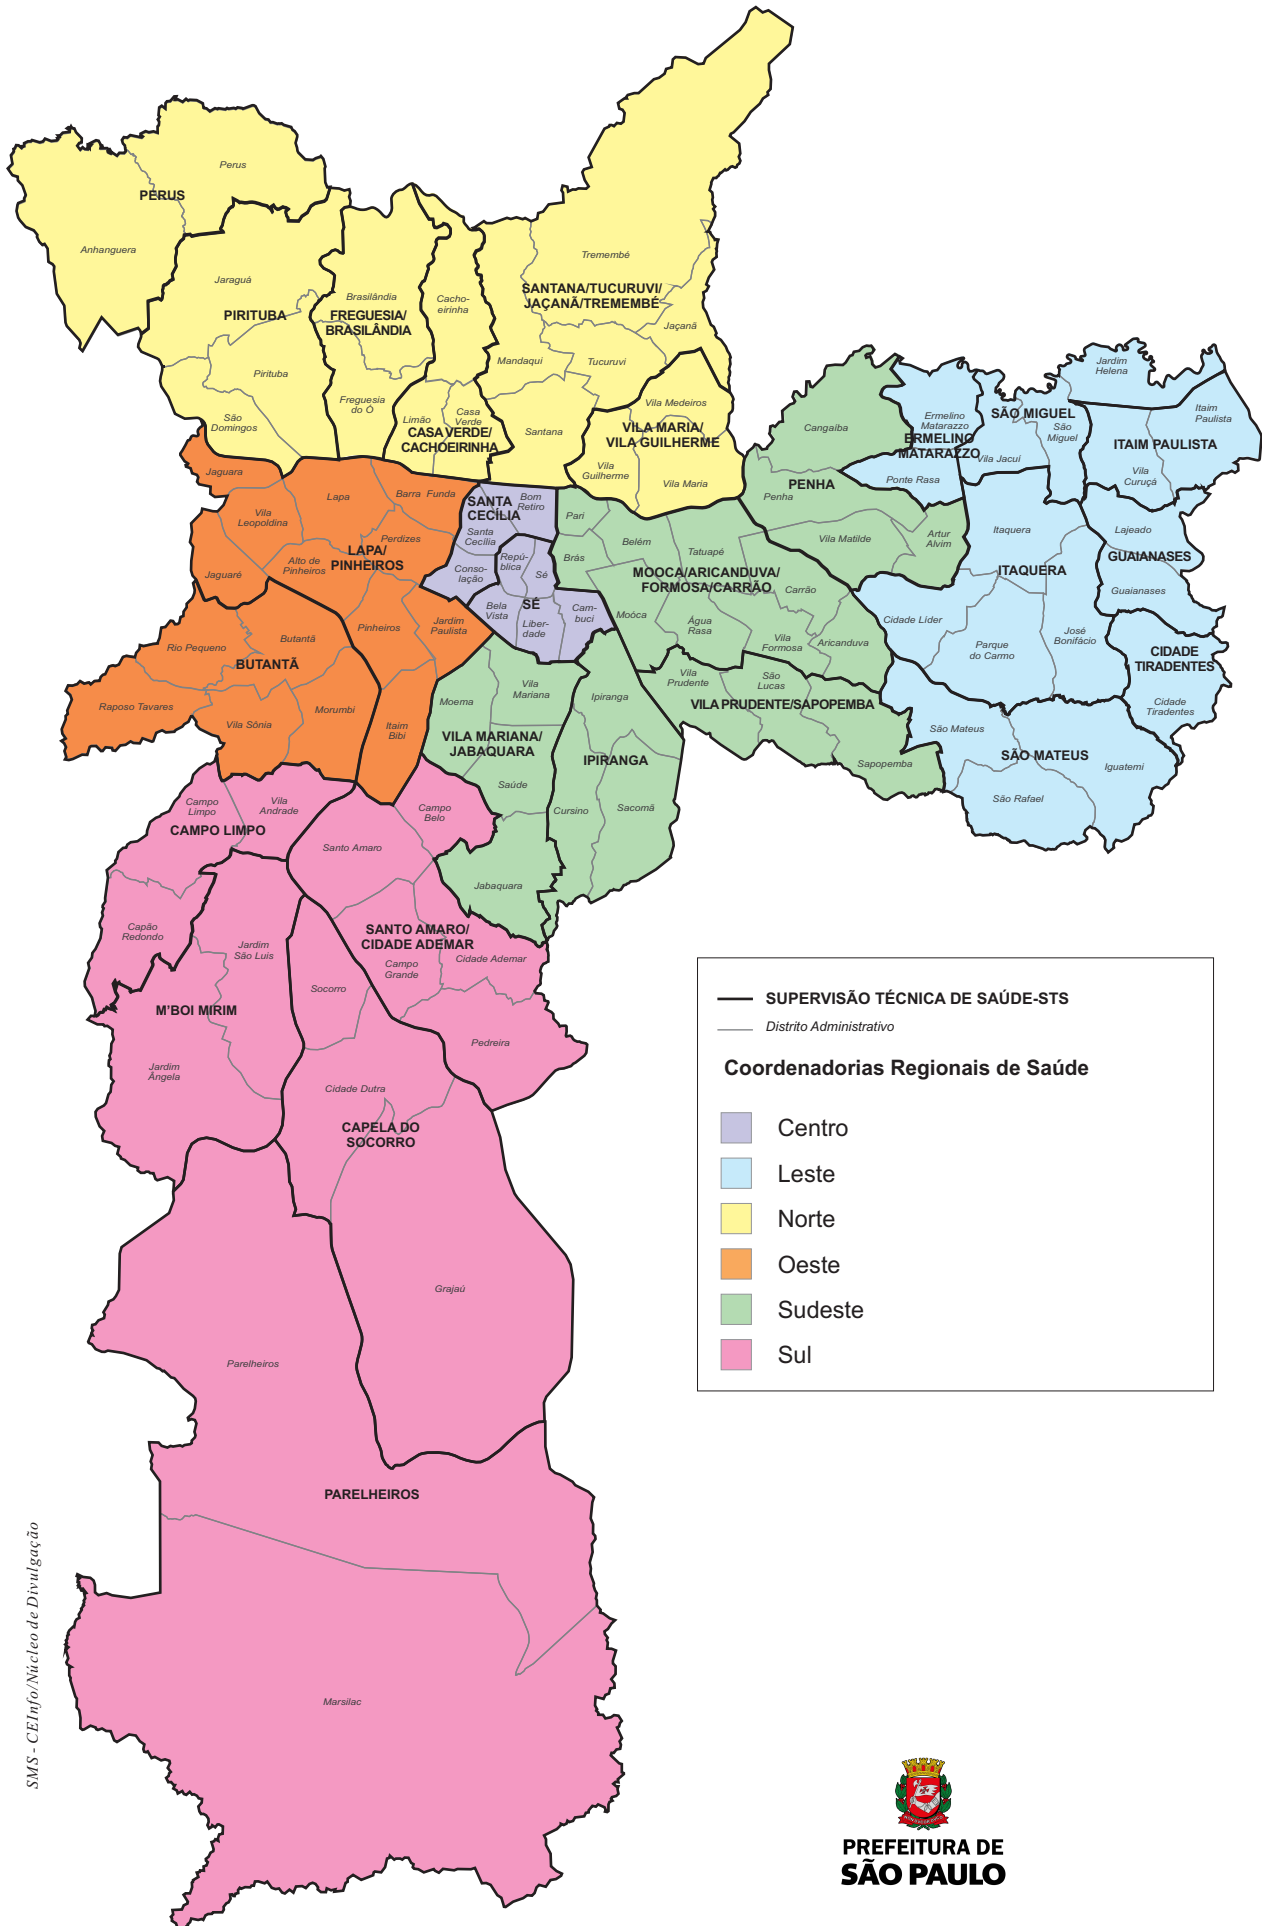 Perus
PERUS
Anhanguera
Jaraguá
PIRITUBA
Pirituba
São
Domingos
Brasilândia
FREGUESIA/
BRASILÂNDIA
Freguesia
do Ó
Cacho-
eirinha
Limão
Casa
Verde
CASA VERDE/
CACHOEIRINHA
Tremembé
SANTANA/TUCURUVI/
JAÇANÃ/TREMEMBÉ
Jaçanã
Mandaqui
Tucuruvi
Santana
Vila Medeiros
VILA MARIA/
VILA GUILHERME
Vila
Guilherme
Vila Maria
Cangaiba
PENHA
Penha
Vila Matilde
Artur
Alvim
Ermelino
Matarazzo
ERMELINO
MATARAZZO
Ponte Rasa
Jardim
Helena
SÃO MIGUEL
São
Miguel
Vila Jacuí
Itaim
Paulista
ITAIM PAULISTA
Vila
Curuçá
Itaquera
ITAQUERA
Cidade Líder
Parque
do Carmo
José
Bonifácio
Lajeado
GUAIANASES
Guaianases
CIDADE
TIRADENTES
Cidade
Tiradentes
São Mateus
SÃO MATEUS
Iguatemi
São Rafael
Jaguara
Lapa
Barra Funda
Vila
Leopoldina
Perdizes
LAPA/
PINHEIROS
Alto de
Pinheiros
Jaguaré
Pinheiros
Jardim
Paulista
Itaim
Bibi
Rio Pequeno
Butantã
BUTANTÃ
Raposo Tavares
Vila Sônia
Morumbi
SANTA
CECÍLIA
Bom
Retiro
Santa
Cecília
Conso-
lação
Repú-
blica
Sé
SÉ
Bela
Vista
Liber-
dade
Cam-
buci
Pari
Brás
Belém
Tatuapé
MOOCA/ARICANDUVA/
FORMOSA/CARRÃO
Carrão
Moóca
Água
Rasa
Vila
Formosa
Aricanduva
Vila
Prudente
São
Lucas
VILA PRUDENTE/SAPOPEMBA
Sapopemba
Moema
Vila
Mariana
VILA MARIANA/
JABAQUARA
Saúde
Jabaquara
Ipiranga
IPIRANGA
Cursino
Sacomã
Campo
Limpo
Vila
Andrade
CAMPO LIMPO
Capão
Redondo
Campo
Belo
Santo Amaro
SANTO AMARO/
CIDADE ADEMAR
Campo
Grande
Cidade Ademar
Pedreira
Jardim
São Luis
M'BOI MIRIM
Jardim
Ângela
Socorro
Cidade Dutra
CAPELA DO
SOCORRO
Grajaú
Parelheiros
PARELHEIROS
Marsilac
SUPERVISÃO TÉCNICA DE SAÚDE-STS
Distrito Administrativo
Coordenadorias Regionais de Saúde
Centro
Leste
Norte
Oeste
Sudeste
Sul
SMS - CEInfo/Núcleo de Divulgação
PREFEITURA DE
SÃO PAULO